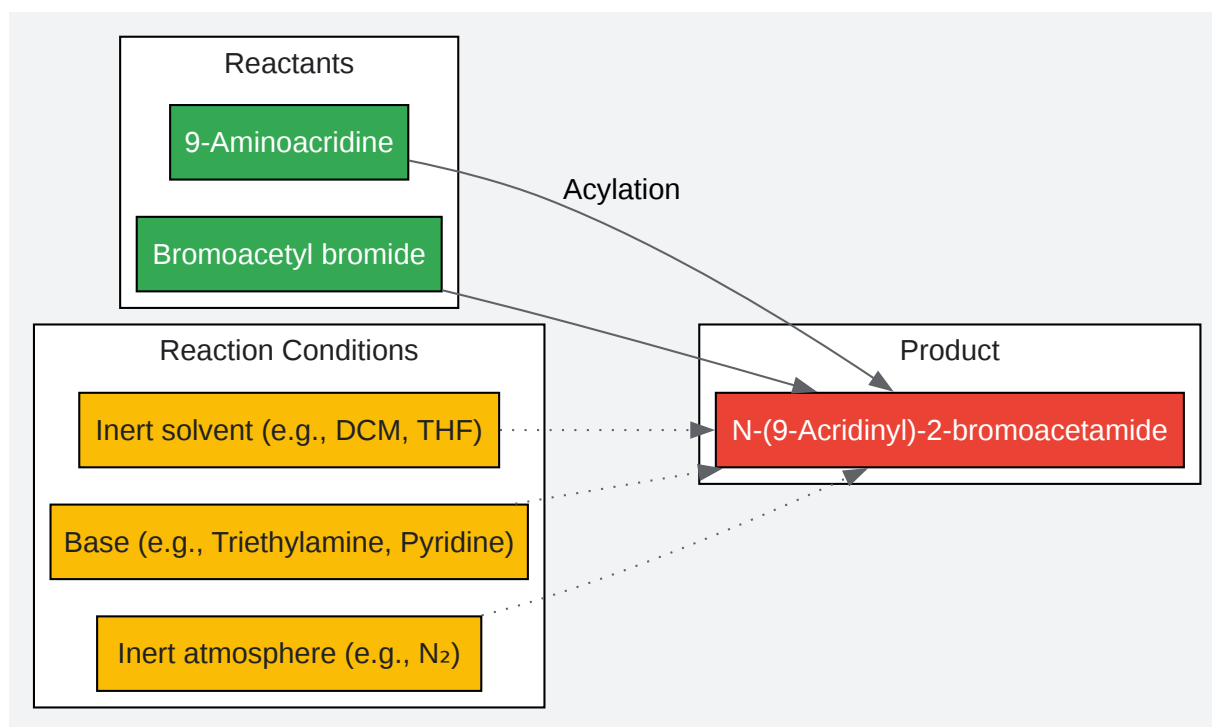 Reactants
9-Aminoacridine
Acylation
Bromoacetyl bromide
Reaction Conditions
Product
Inert solvent (e.g., DCM, THF)
N-(9-Acridinyl)-2-bromoacetamide
Base (e.g., Triethylamine, Pyridine)
Inert atmosphere (e.g., N₂)